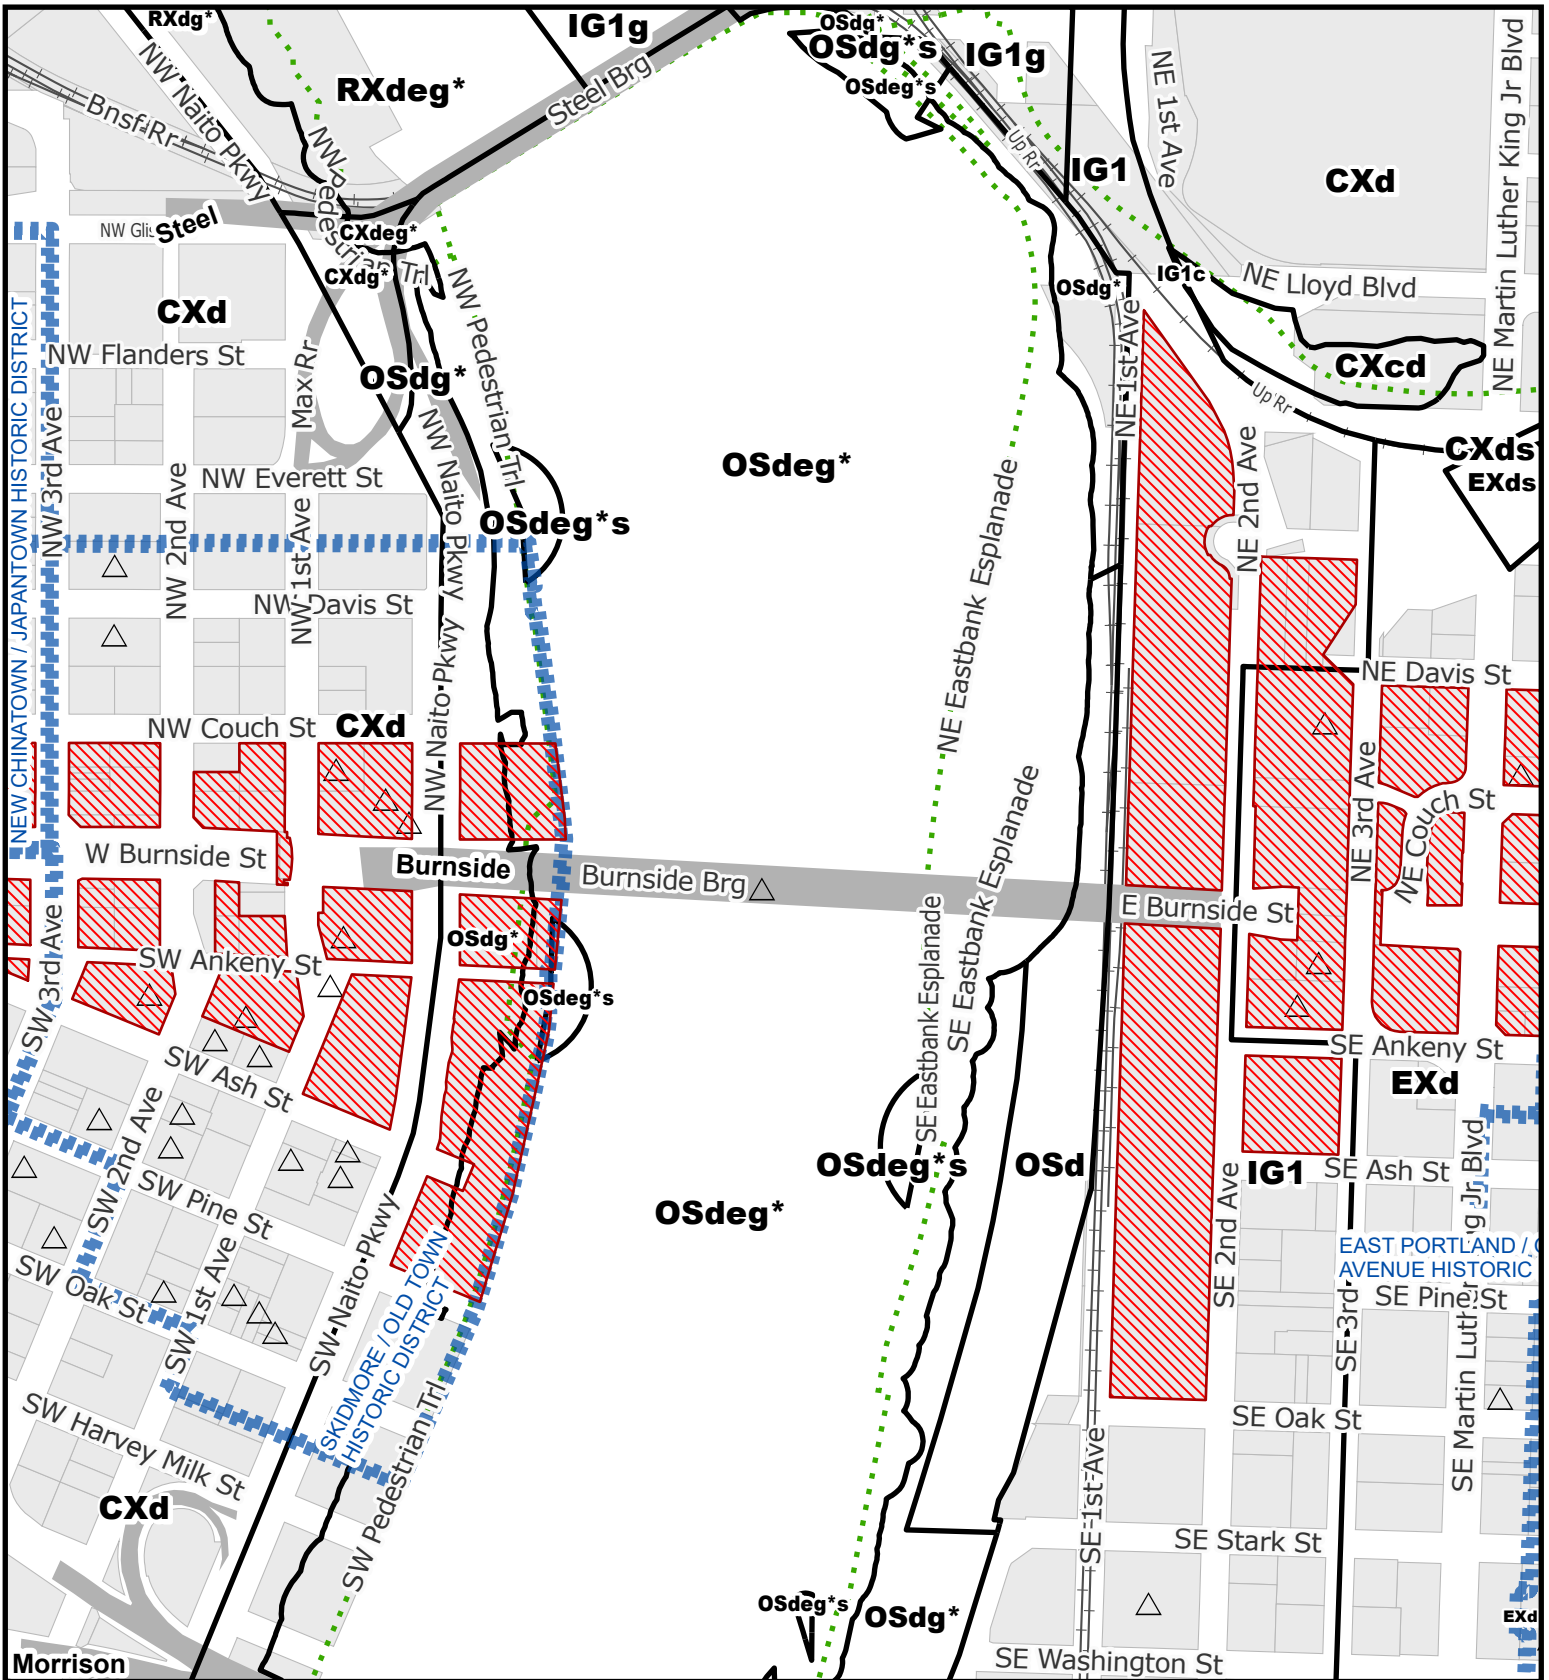 RXdg*
IG1g
OSdg*
OSdg*s
IG1g
OSdeg*s
RXdeg*
Steel Brg
NW Naito Pkwy
Bnsf Rr
NW Pedestrian Trl
Up Rr
NE 1st Ave
IG1
CXd
NE Martin Luther King Jr Blvd
Steel
CXdeg*
CXdg*
IG1c
OSdg*
NE Lloyd Blvd
CXd
NW Pedestrian Trl
NW Flanders St
Max Rr
OSdg*
NE 1st Ave
CXcd
Up Rr
NEW CHINATOWN / JAPANTOWN HISTORIC DISTRICT
NW 3rd Ave
NW 2nd Ave
NW Everett St
NW 1st Ave
NW Naito Pkwy
OSdeg*s
OSdeg*
NE Eastbank Esplanade
NE 2nd Ave
CXds
EXds
NW Davis St
NW Couch St
CXd
NW Naito Pkwy
NE Davis St
NE 3rd Ave
NE Couch St
W Burnside St
Burnside
Burnside Brg
SE Eastbank Esplanade
SE Eastbank Esplanade
E Burnside St
SW 3rd Ave
SW Ankeny St
OSdg*
OSdeg*s
SW Ash St
SE Ankeny St
EXd
SW 2nd Ave
SW Pine St
OSdeg*s
OSd
OSdeg*
IG1
SE Ash St
SE 2nd Ave
SE 3rd
SE Martin Luther King Jr Blvd
EAST PORTLAND /
AVENUE HISTORIC
SE Pine St
SW Oak St
SW 1st Ave
SW Naito Pkwy
SKIDMORE / OLD TOWN
HISTORIC DISTRICT
SW Pedestrian Trl
SW Harvey Milk St
CXd
SE Oak St
SE 1st Ave
SE Stark St
OSdeg*s
OSdg*
EXd
Morrison
SE Washington St